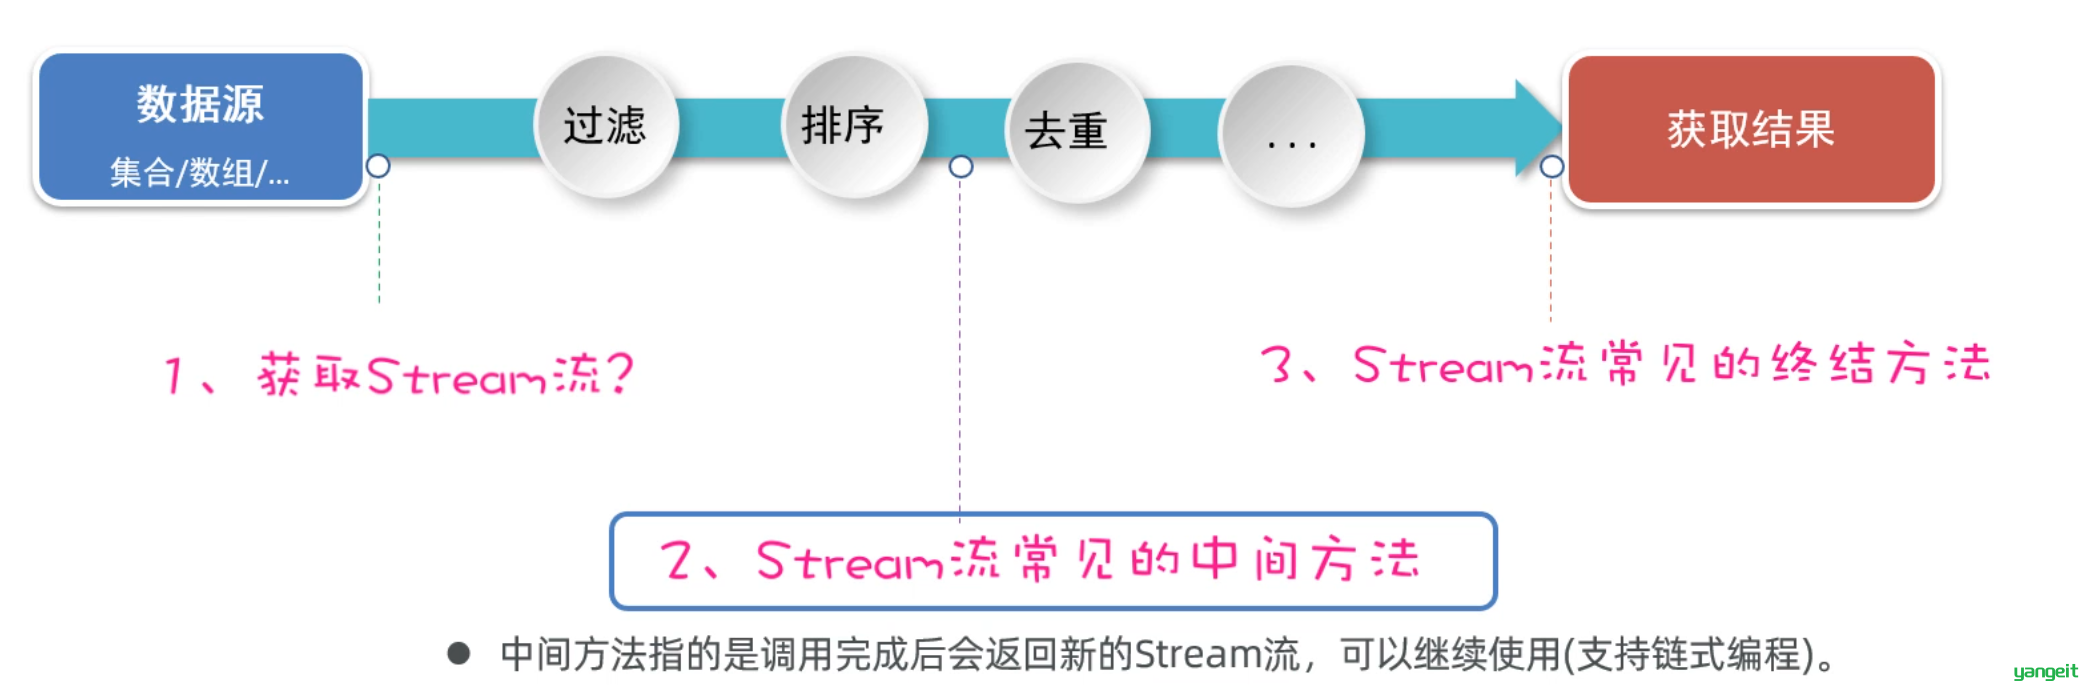 数据源
集合/数组/...
过滤
排序
去重
...
获取结果
1、获取Stream流?
3、Stream流常见的终结方法
2、Stream流常见的中间方法
● 中间方法指的是调用完成后会返回新的Stream流，可以继续使用(支持链式编程)。
yangeit